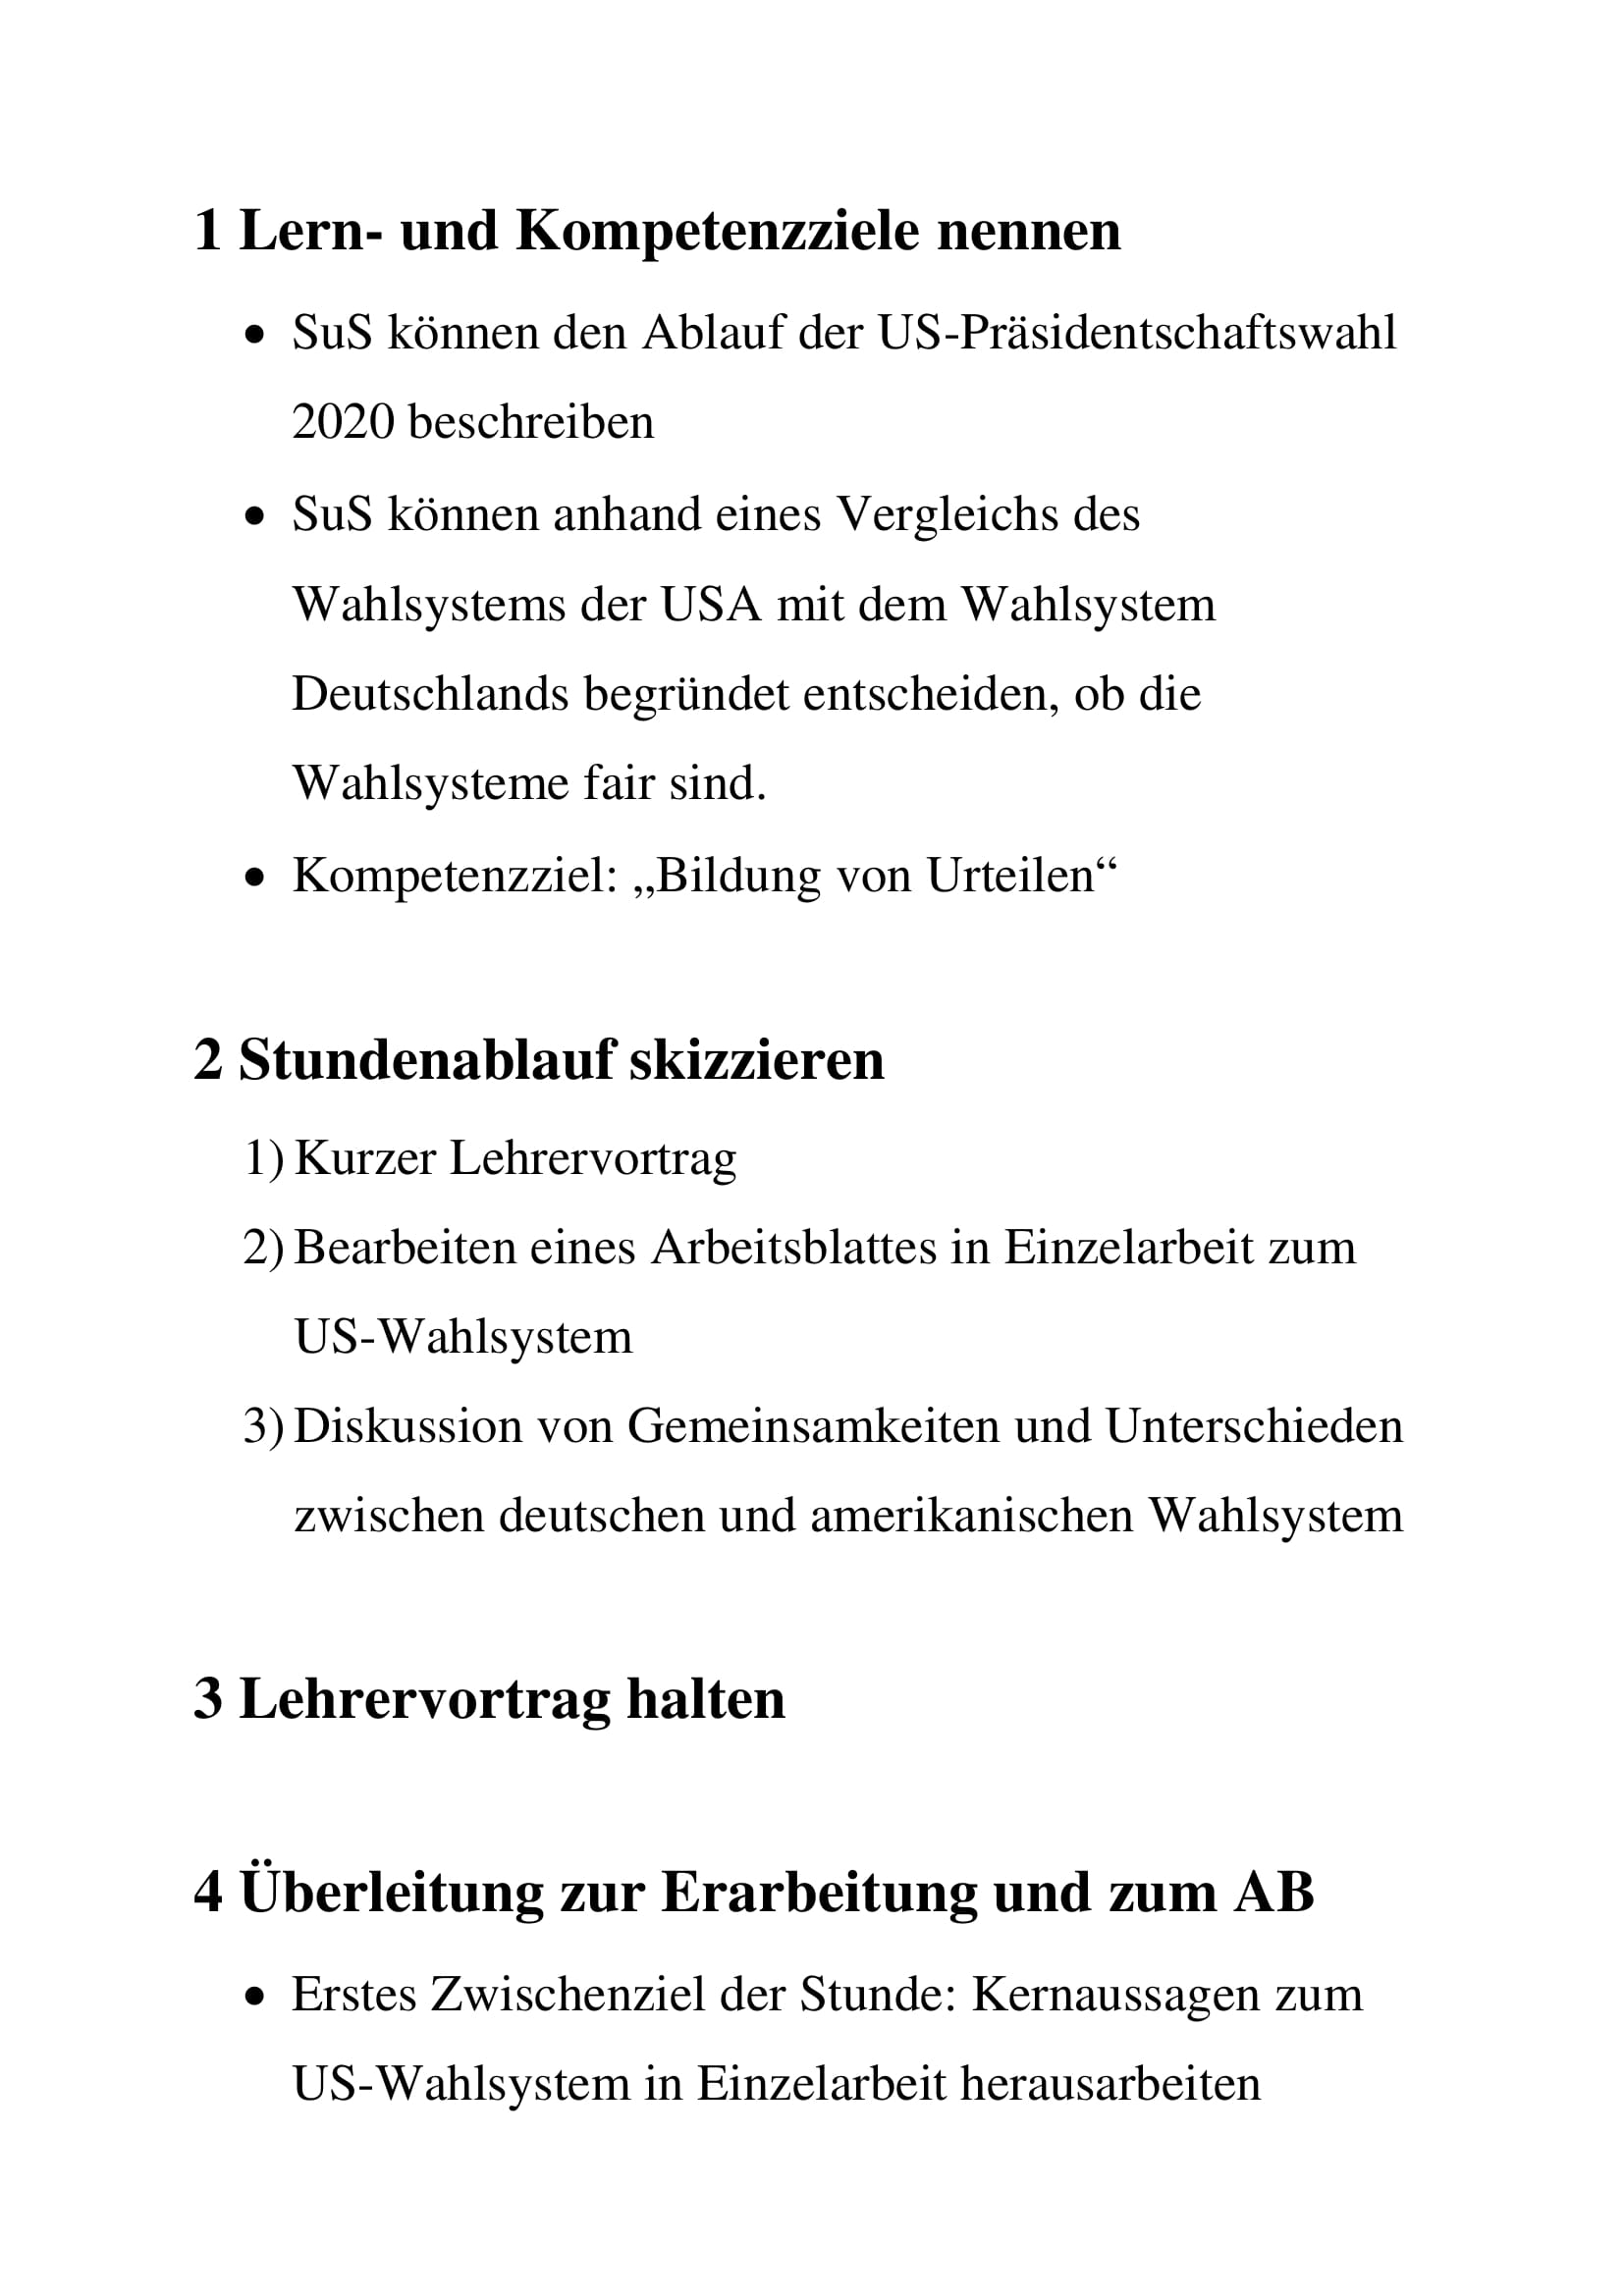 1 Lern- und Kompetenzziele nennen
• SuS können den Ablauf der US-Präsidentschaftswahl
2020 beschreiben
• SuS können anhand eines Vergleichs des
Wahlsystems der USA mit dem Wahlsystem
Deutschlands begründet entscheiden, ob die
Wahlsysteme fair sind.
• Kompetenzziel: „Bildung von Urteilen“
2 Stundenablauf skizzieren
1) Kurzer Lehrervortrag
2) Bearbeiten eines Arbeitsblattes in Einzelarbeit zum
US-Wahlsystem
3) Diskussion von Gemeinsamkeiten und Unterschieden
zwischen deutschen und amerikanischen Wahlsystem
3 Lehrervortrag halten
4 Überleitung zur Erarbeitung und zum AB
• Erstes Zwischenziel der Stunde: Kernaussagen zum
US-Wahlsystem in Einzelarbeit herausarbeiten